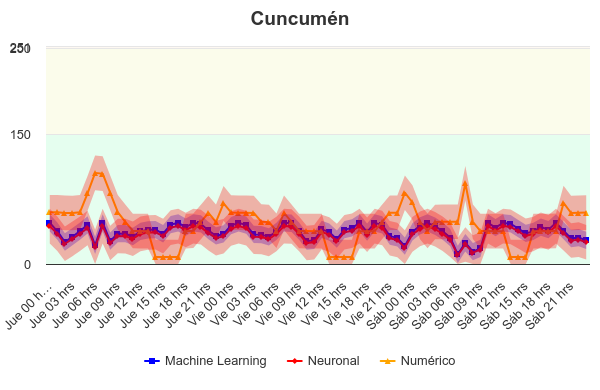 Cuncumén
250
150
0
Jue 00 h...
Jue 03 hrs
Jue 06 hrs
Jue 09 hrs
Jue 12 hrs
Jue 15 hrs
Jue 18 hrs
Jue 21 hrs
Vie 00 hrs
Vie 03 hrs
Vie 06 hrs
Vie 09 hrs
Vie 12 hrs
Vie 15 hrs
Vie 18 hrs
Vie 21 hrs
Sáb 00 hrs
Sáb 03 hrs
Sáb 06 hrs
Sáb 09 hrs
Sáb 12 hrs
Sáb 15 hrs
Sáb 18 hrs
Sáb 21 hrs
Machine Learning Neuronal Numérico